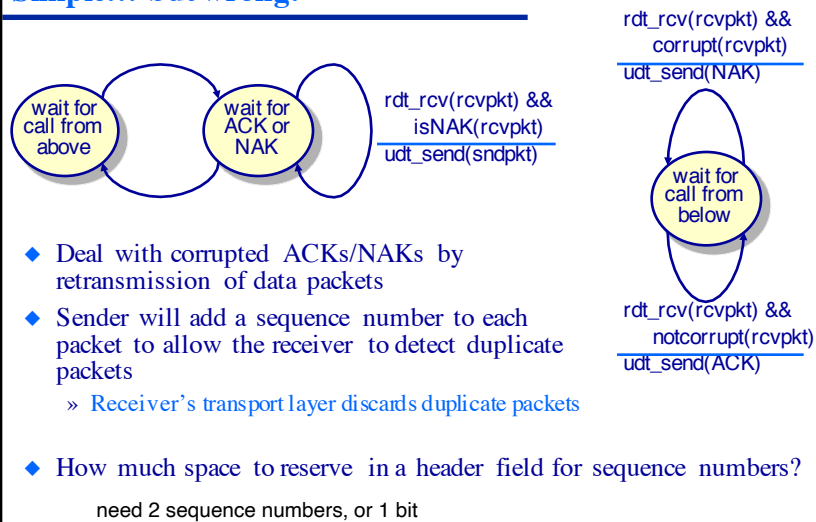 rdt_rcv(rcvpkt) &&
corrupt(rcvpkt)
udt_send(NAK)
wait for
call from
above
wait for
ACK or
NAK
rdt_rcv(rcvpkt) &&
isNAK(rcvpkt)
udt_send(sndpkt)
wait for
call from
below
rdt_rcv(rcvpkt) &&
notcorrupt(rcvpkt)
udt_send(ACK)
◆ Deal with corrupted ACKs/NAKs by
retransmission of data packets
◆ Sender will add a sequence number to each
packet to allow the receiver to detect duplicate
packets
» Receiver's transport layer discards duplicate packets
◆ How much space to reserve in a header field for sequence numbers?
need 2 sequence numbers, or 1 bit